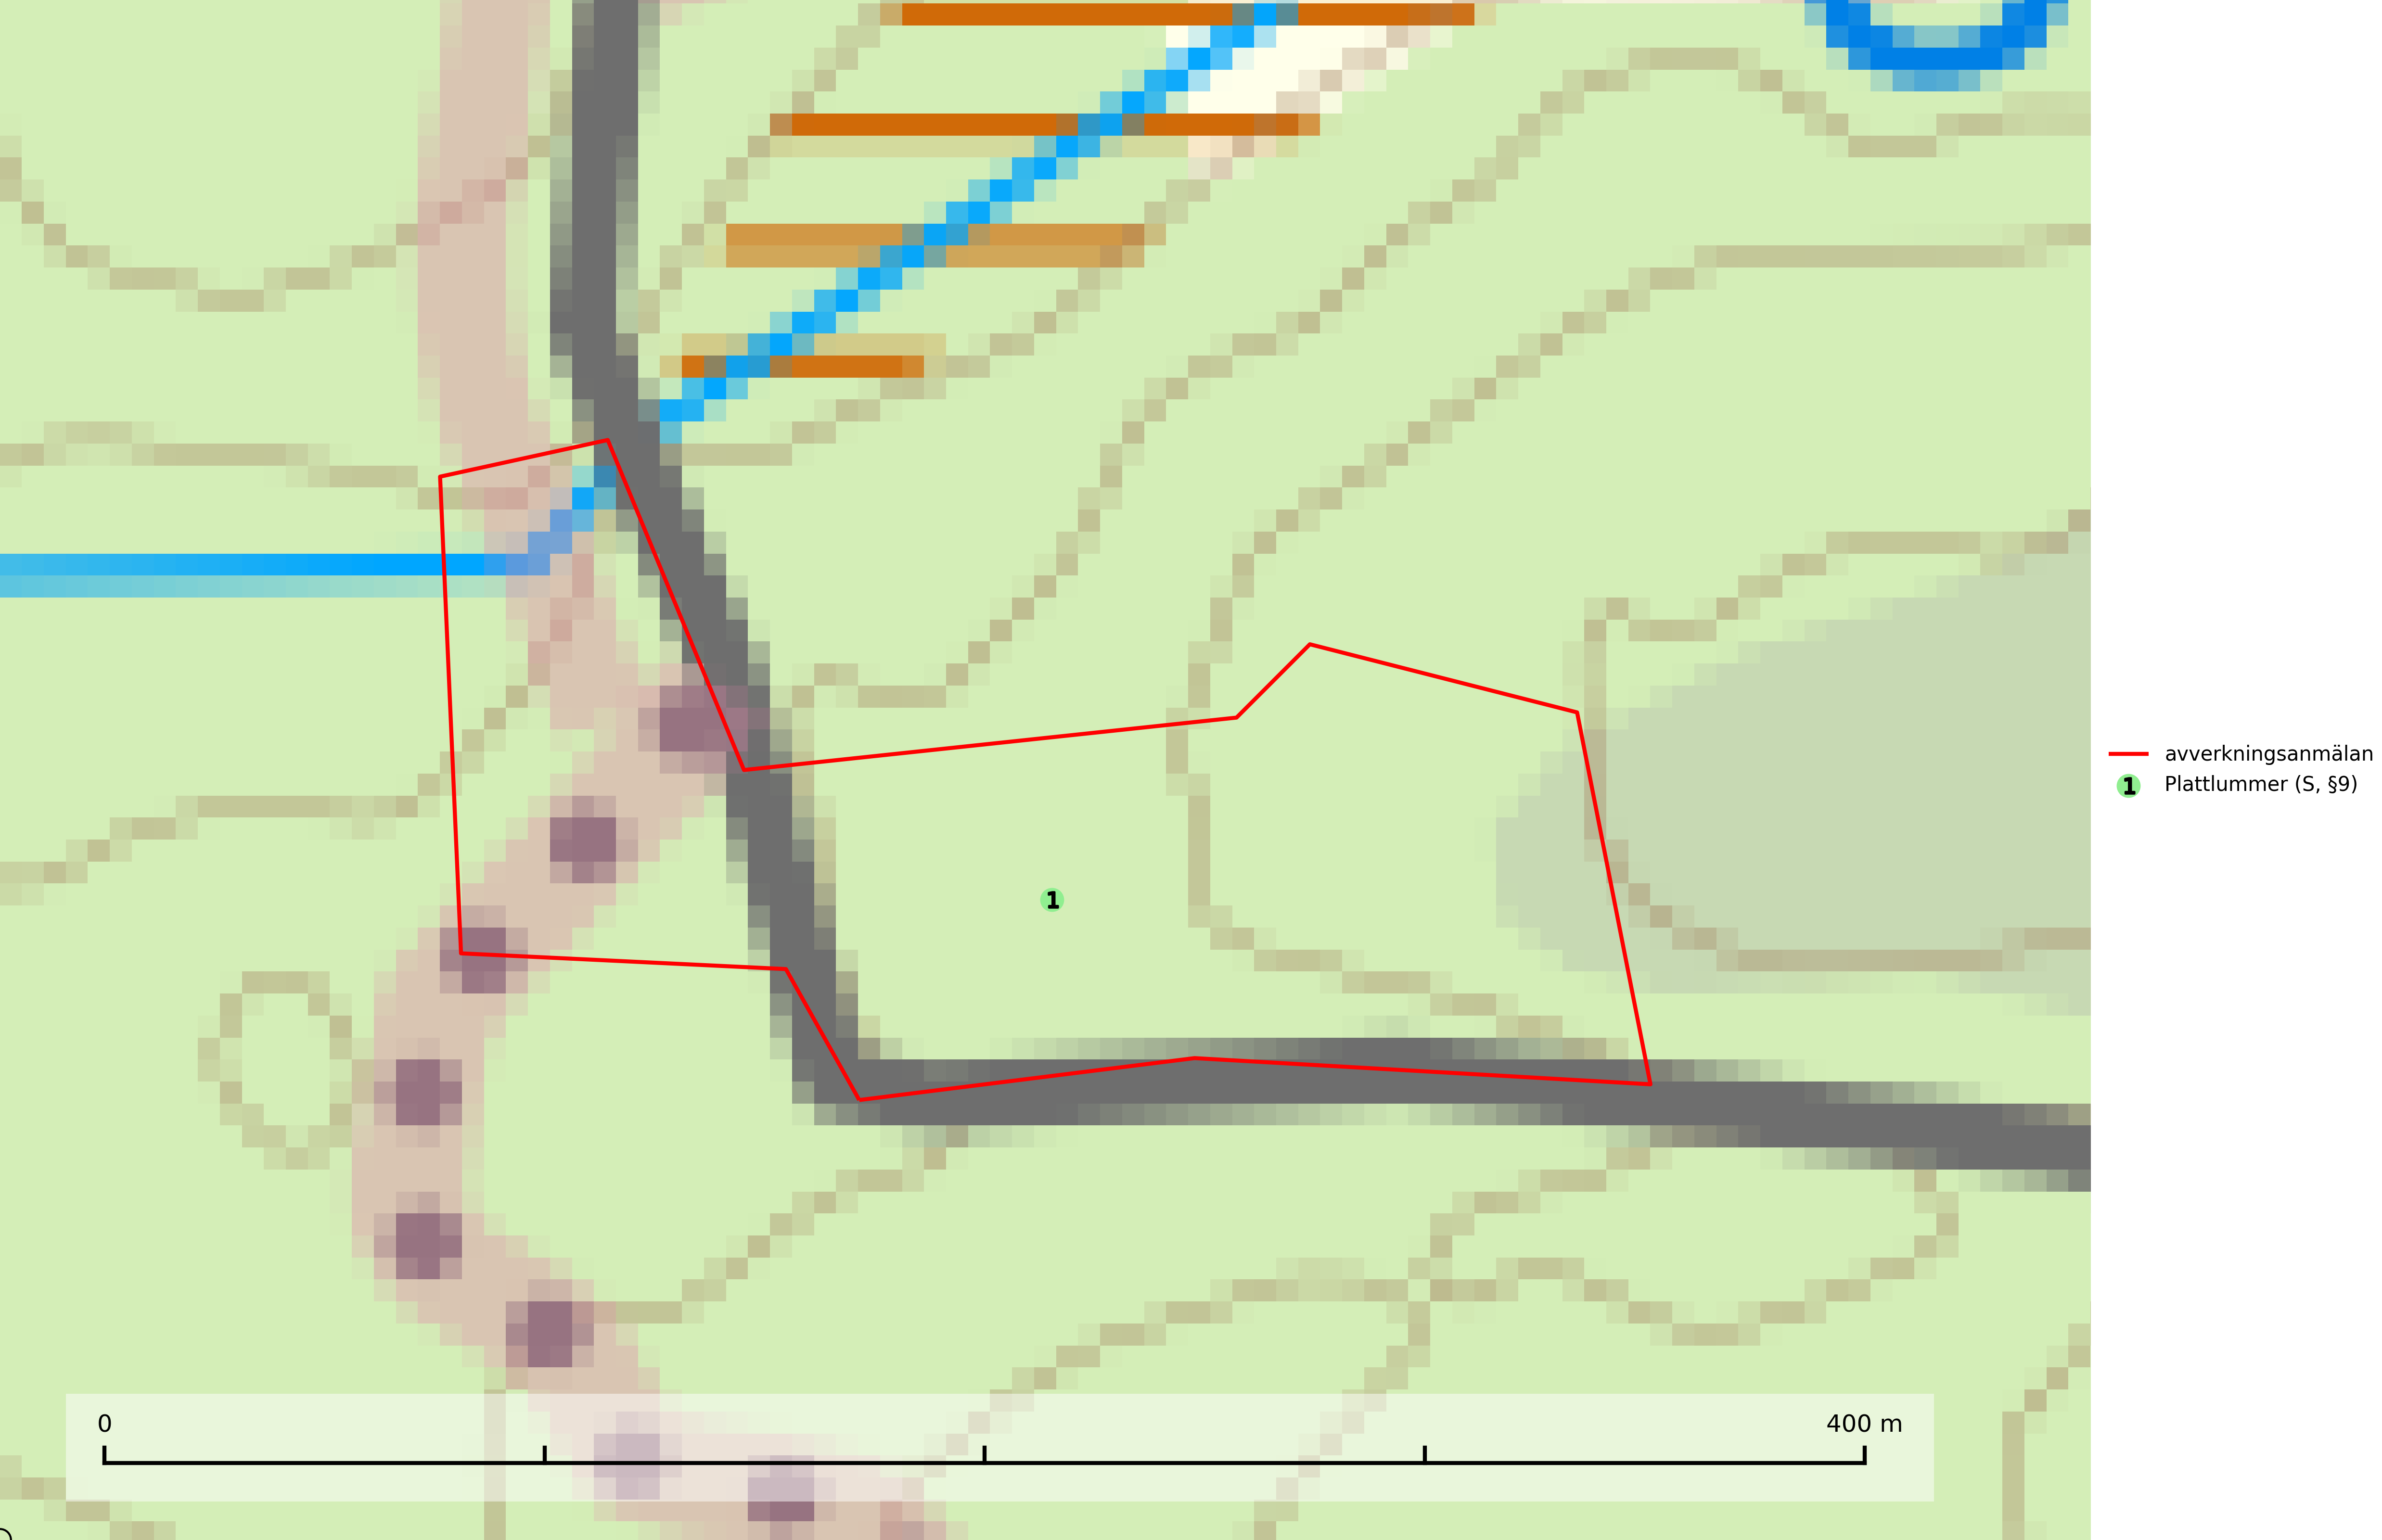 avverkningsanmälan
1 Plattlummer (S, §9)
1
0 400 m